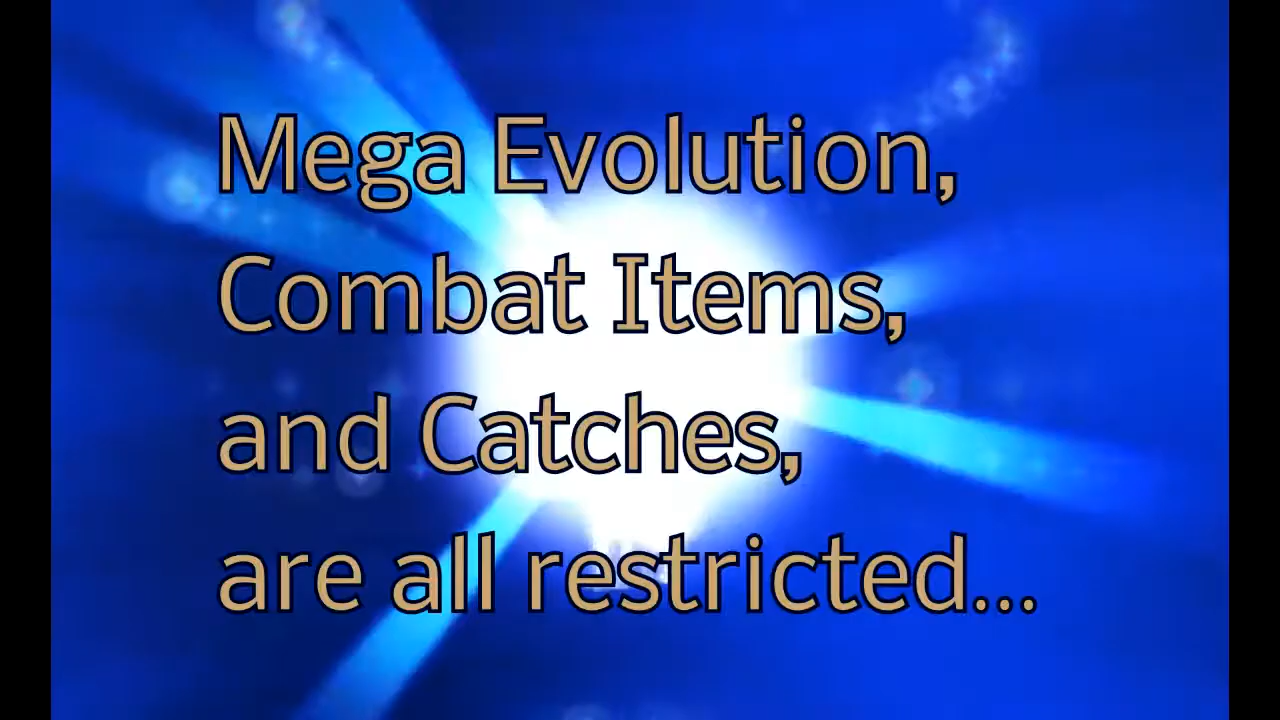 Mega Evolution,
Combat Items,
and Catches,
are all restricted...